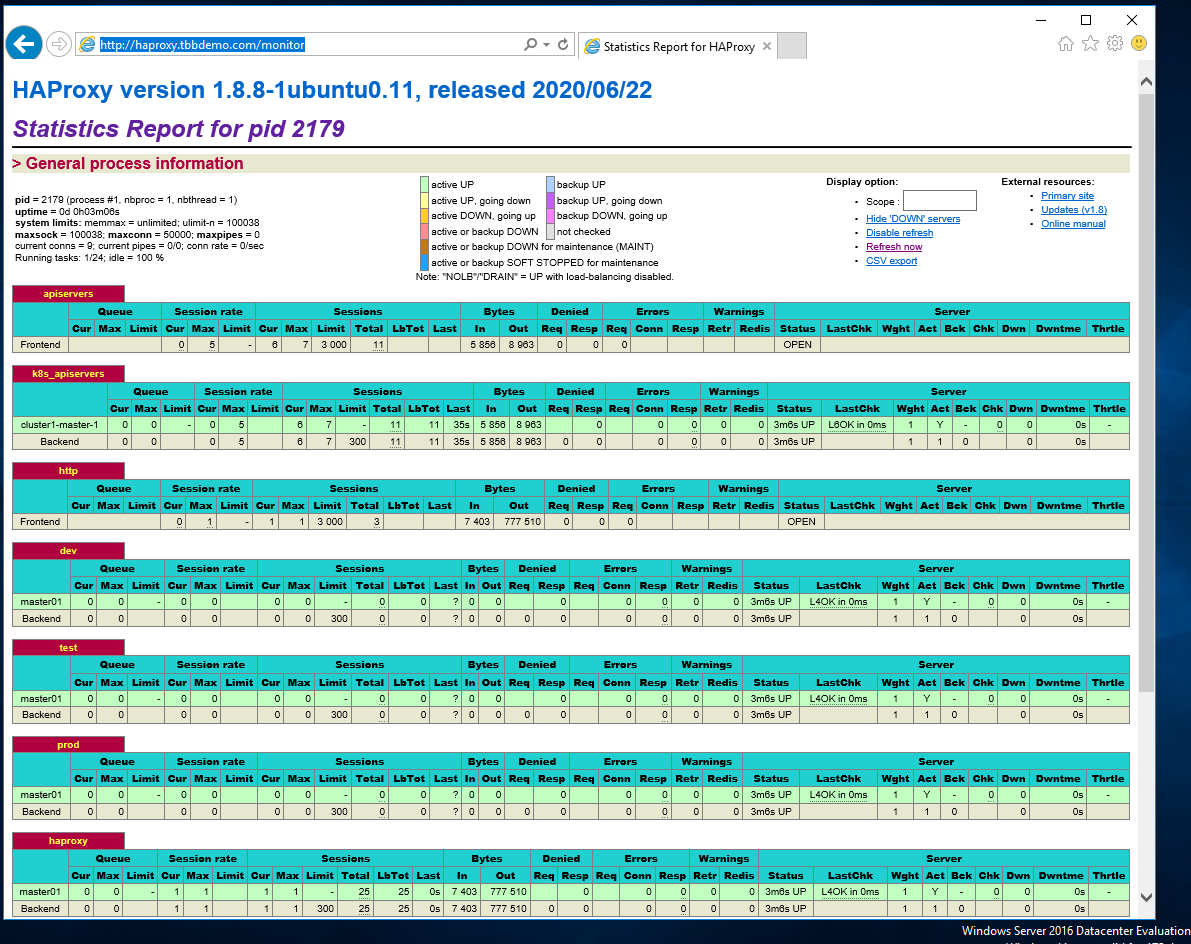 http://haproxy.tbbdemo.com/monitor
Statistics Report for HAProxy
HAProxy version 1.8.8-1ubuntu0.11, released 2020/06/22
Statistics Report for pid 2179
> General process information
pid = 2179 (process #1, nbproc = 1, nbthread = 1)
uptime = 0d 0h03m06s
system limits: memmax = unlimited; ulimit-n = 100038
maxsock = 100038; maxconn = 50000; maxpipes = 0
current conns = 9; current pipes = 0/0; conn rate = 0/sec
Running tasks: 1/24; idle = 100 %
active UP backup UP
active UP, going down backup UP, going down
active DOWN, going up backup DOWN, going up
active or backup DOWN not checked
active or backup DOWN for maintenance (MAINT)
active or backup SOFT STOPPED for maintenance
Note: "NOLB"/"DRAIN" = UP with load-balancing disabled.
Display option:
Scope :
Hide 'DOWN' servers
Disable refresh
Refresh now
CSV export
External resources:
Primary site
Updates (v1.8)
Online manual
apiservers
Queue Session rate Sessions Bytes Denied Errors Warnings Server
Cur Max Limit Cur Max Limit Cur Max Limit Total LbTot Last In Out Req Resp Req Conn Resp Retr Redis Status LastChk Wght Act Bck Chk Dwn Dwntme Thrtle
Frontend 0 5 - 6 7 3 000 11 5 856 8 963 0 0 0 OPEN
k8s_apiservers
Queue Session rate Sessions Bytes Denied Errors Warnings Server
Cur Max Limit Cur Max Limit Cur Max Limit Total LbTot Last In Out Req Resp Req Conn Resp Retr Redis Status LastChk Wght Act Bck Chk Dwn Dwntme Thrtle
cluster1-master-1 0 0 - 0 5 6 7 - 11 11 35s 5 856 8 963 0 0 0 0 0 3m6s UP L6OK in 0ms 1 Y - 0 0 0s -
Backend 0 0 0 5 6 7 300 11 11 35s 5 856 8 963 0 0 0 0 0 0 3m6s UP 1 1 0 0 0s
http
Queue Session rate Sessions Bytes Denied Errors Warnings Server
Cur Max Limit Cur Max Limit Cur Max Limit Total LbTot Last In Out Req Resp Req Conn Resp Retr Redis Status LastChk Wght Act Bck Chk Dwn Dwntme Thrtle
Frontend 0 1 - 1 1 3 000 3 7 403 777 510 0 0 0 OPEN
dev
Queue Session rate Sessions Bytes Denied Errors Warnings Server
Cur Max Limit Cur Max Limit Cur Max Limit Total LbTot Last In Out Req Resp Req Conn Resp Retr Redis Status LastChk Wght Act Bck Chk Dwn Dwntme Thrtle
master01 0 0 - 0 0 0 0 - 0 0 ? 0 0 0 0 0 0 0 3m6s UP L4OK in 0ms 1 Y - 0 0 0s -
Backend 0 0 0 0 0 0 300 0 0 ? 0 0 0 0 0 0 0 0 3m6s UP 1 1 0 0 0s
test
Queue Session rate Sessions Bytes Denied Errors Warnings Server
Cur Max Limit Cur Max Limit Cur Max Limit Total LbTot Last In Out Req Resp Req Conn Resp Retr Redis Status LastChk Wght Act Bck Chk Dwn Dwntme Thrtle
master01 0 0 - 0 0 0 0 - 0 0 ? 0 0 0 0 0 0 0 3m6s UP L4OK in 0ms 1 Y - 0 0 0s -
Backend 0 0 0 0 0 0 300 0 0 ? 0 0 0 0 0 0 0 0 3m6s UP 1 1 0 0 0s
prod
Queue Session rate Sessions Bytes Denied Errors Warnings Server
Cur Max Limit Cur Max Limit Cur Max Limit Total LbTot Last In Out Req Resp Req Conn Resp Retr Redis Status LastChk Wght Act Bck Chk Dwn Dwntme Thrtle
master01 0 0 - 0 0 0 0 - 0 0 ? 0 0 0 0 0 0 0 3m6s UP L4OK in 0ms 1 Y - 0 0 0s -
Backend 0 0 0 0 0 0 300 0 0 ? 0 0 0 0 0 0 0 0 3m6s UP 1 1 0 0 0s
haproxy
Queue Session rate Sessions Bytes Denied Errors Warnings Server
Cur Max Limit Cur Max Limit Cur Max Limit Total LbTot Last In Out Req Resp Req Conn Resp Retr Redis Status LastChk Wght Act Bck Chk Dwn Dwntme Thrtle
master01 0 0 - 1 1 1 1 - 25 25 0s 7 403 777 510 0 0 0 0 0 3m6s UP L4OK in 0ms 1 Y - 0 0 0s -
Backend 0 0 1 1 1 1 300 25 25 0s 7 403 777 510 0 0 0 0 0 0 3m6s UP 1 1 0 0 0s
Windows Server 2016 Datacenter Evaluation